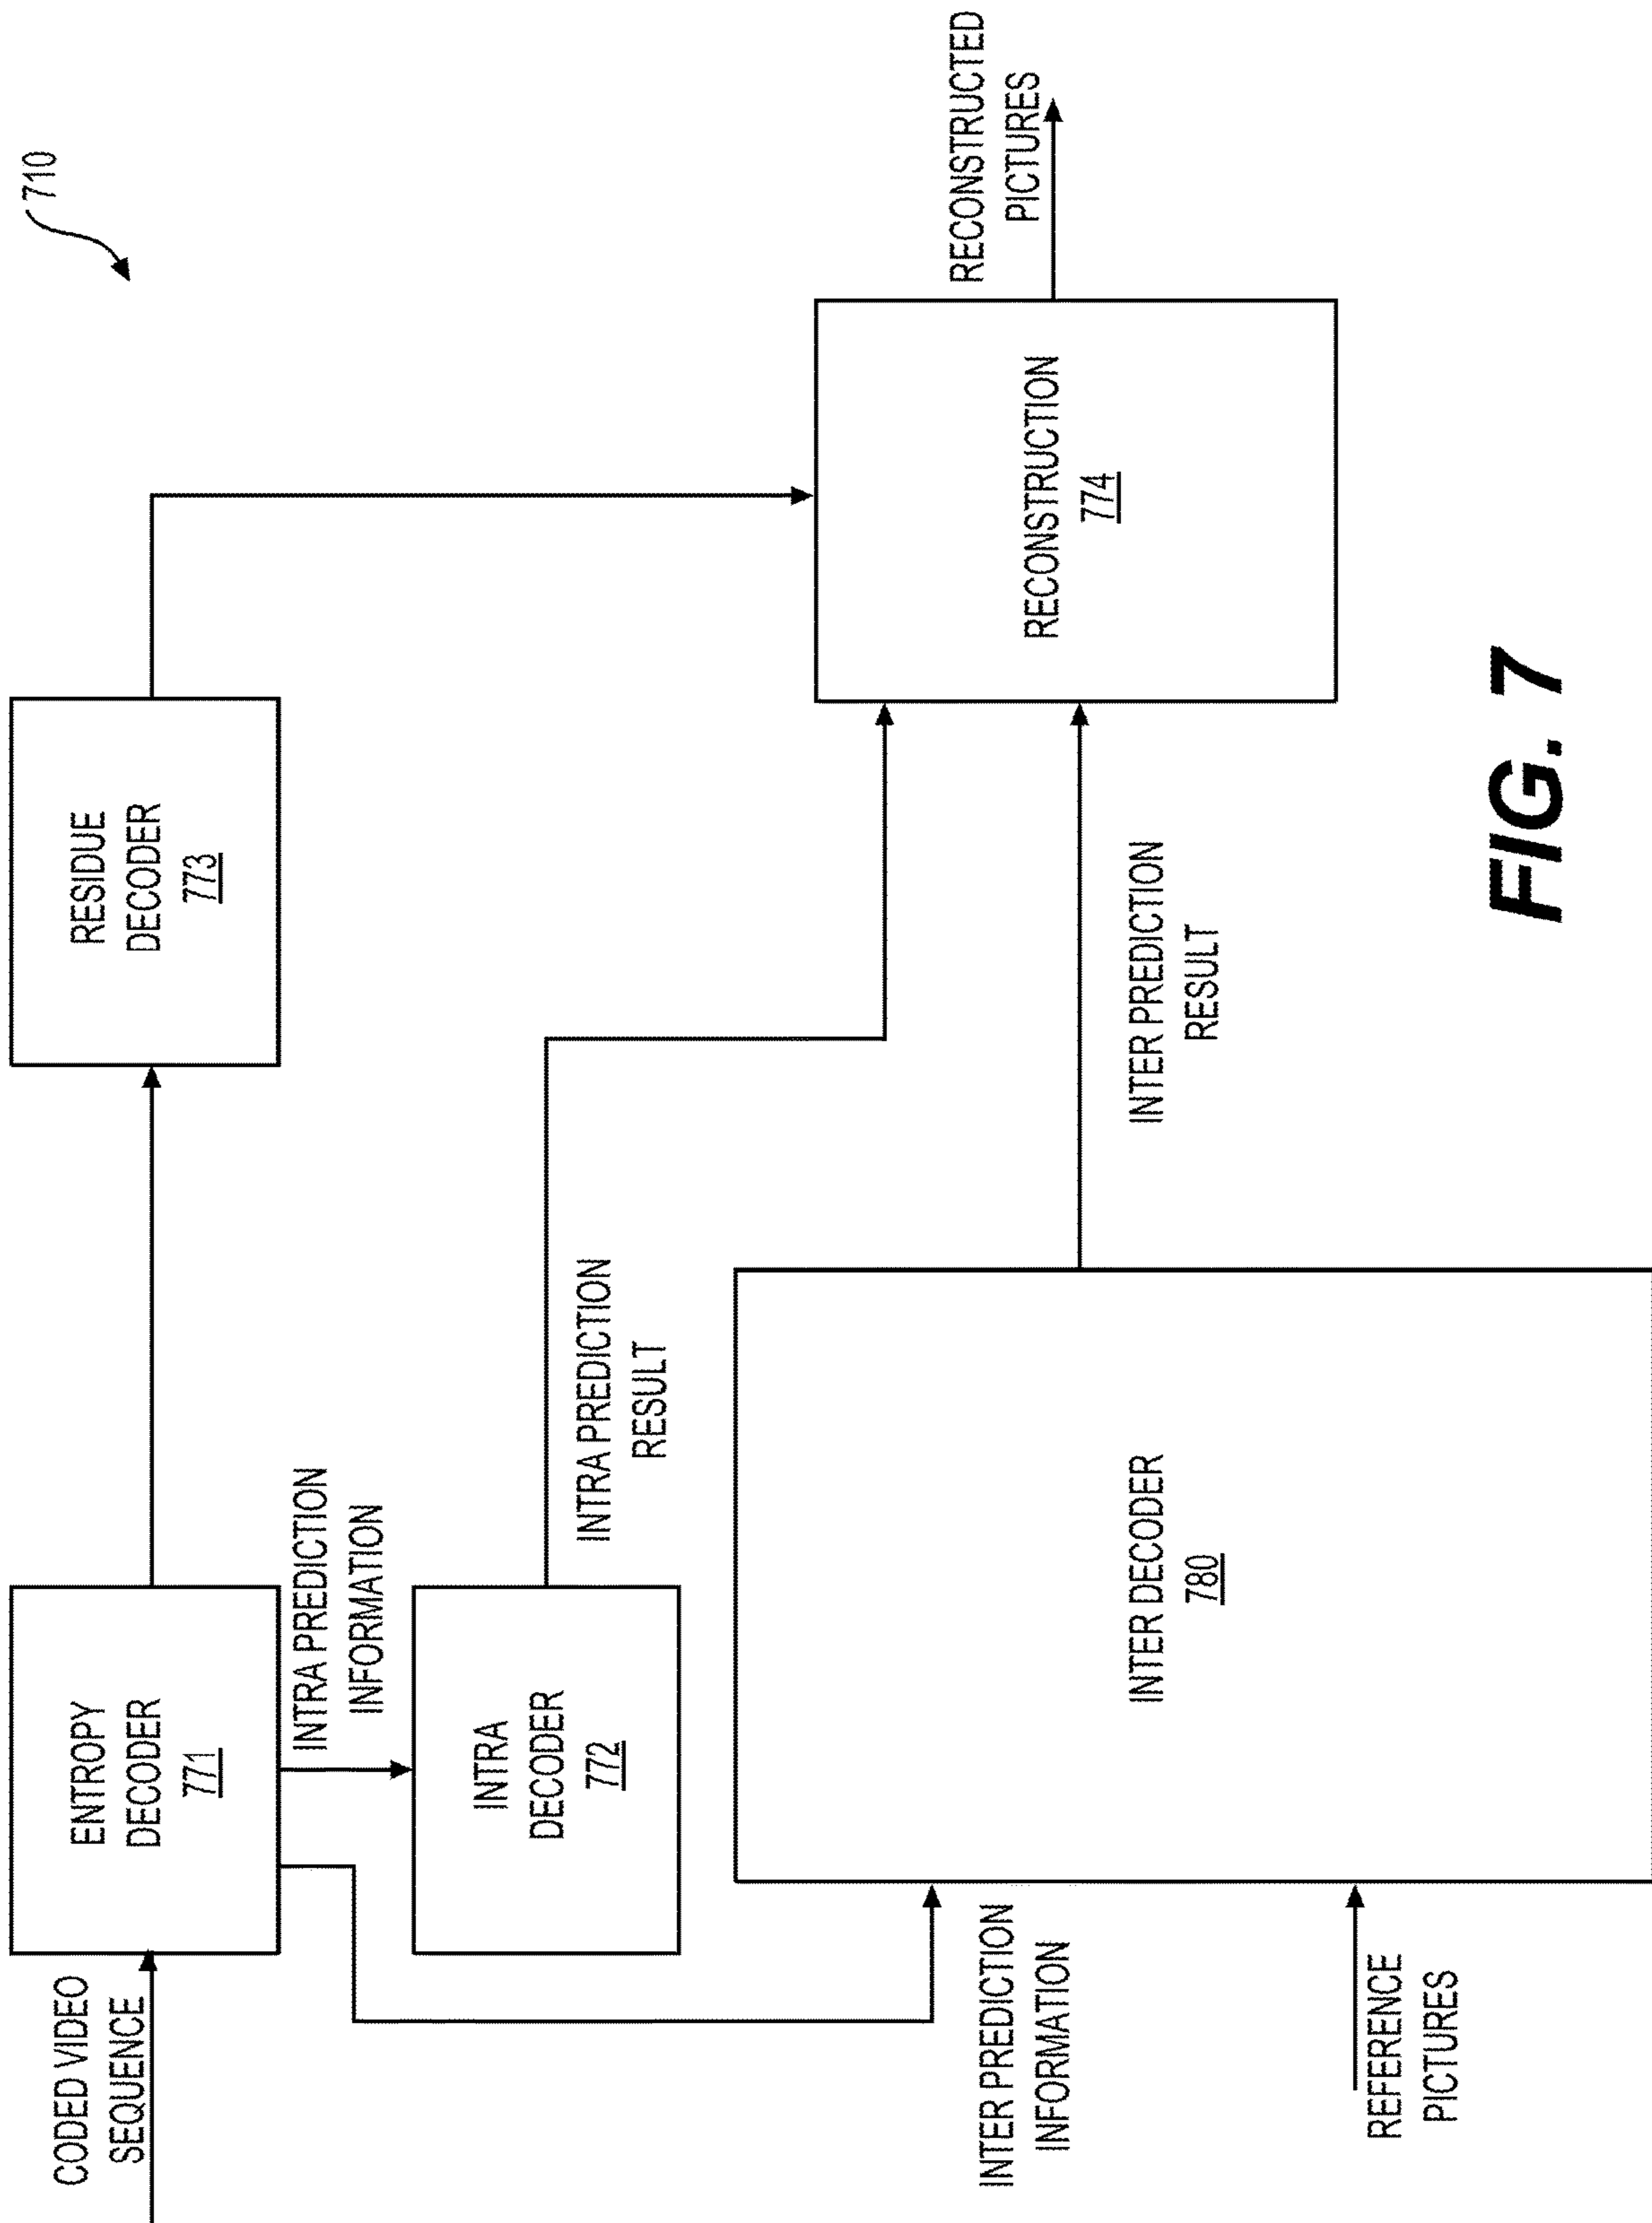 710
CODED VIDEO
SEQUENCE
ENTROPY
DECODER
771
RESIDUE
DECODER
773
INTRA PREDICTION
INFORMATION
INTRA
DECODER
772
INTRA PREDICTION
RESULT
RECONSTRUCTED
PICTURES
RECONSTRUCTION
774
INTER PREDICTION
INFORMATION
INTER DECODER
780
INTER PREDICTION
RESULT
REFERENCE
PICTURES
FIG. 7